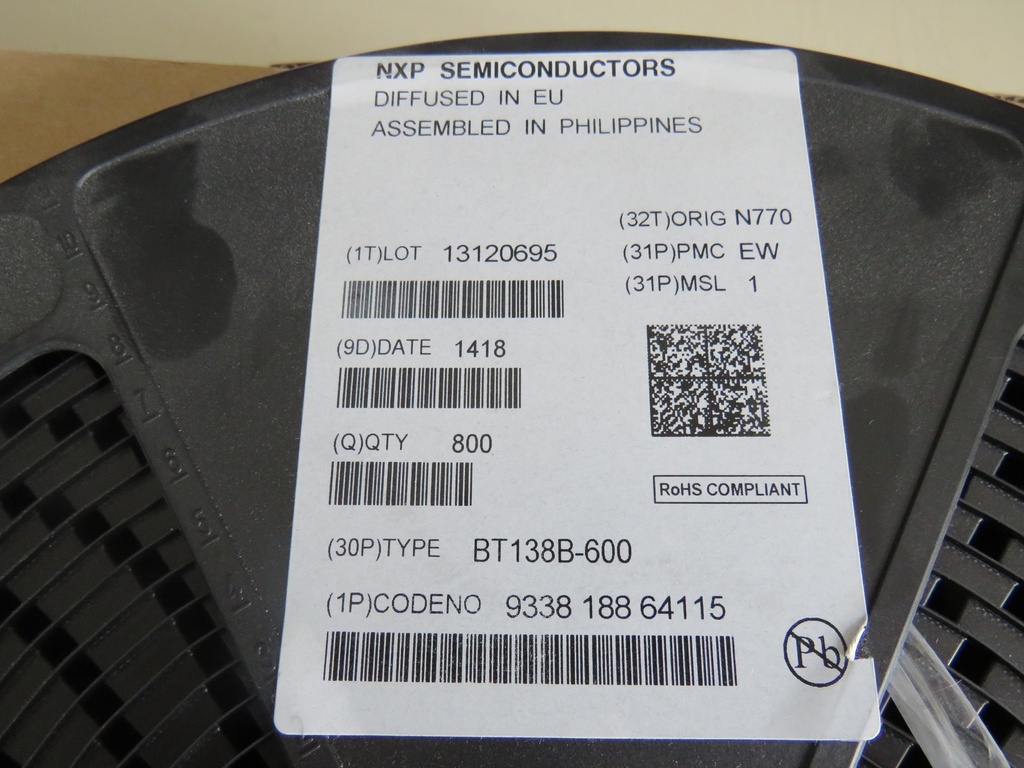 NXP SEMICONDUCTORS
DIFFUSED IN EU
ASSEMBLED IN PHILIPPINES
(32T)ORIG N770
(1T)LOT 13120695
(31P)PMC EW
(31P)MSL 1
(9D)DATE 1418
(Q)QTY 800
RoHS COMPLIANT
(30P)TYPE BT138B-600
(1P)CODENO 9338 188 64115
Pb